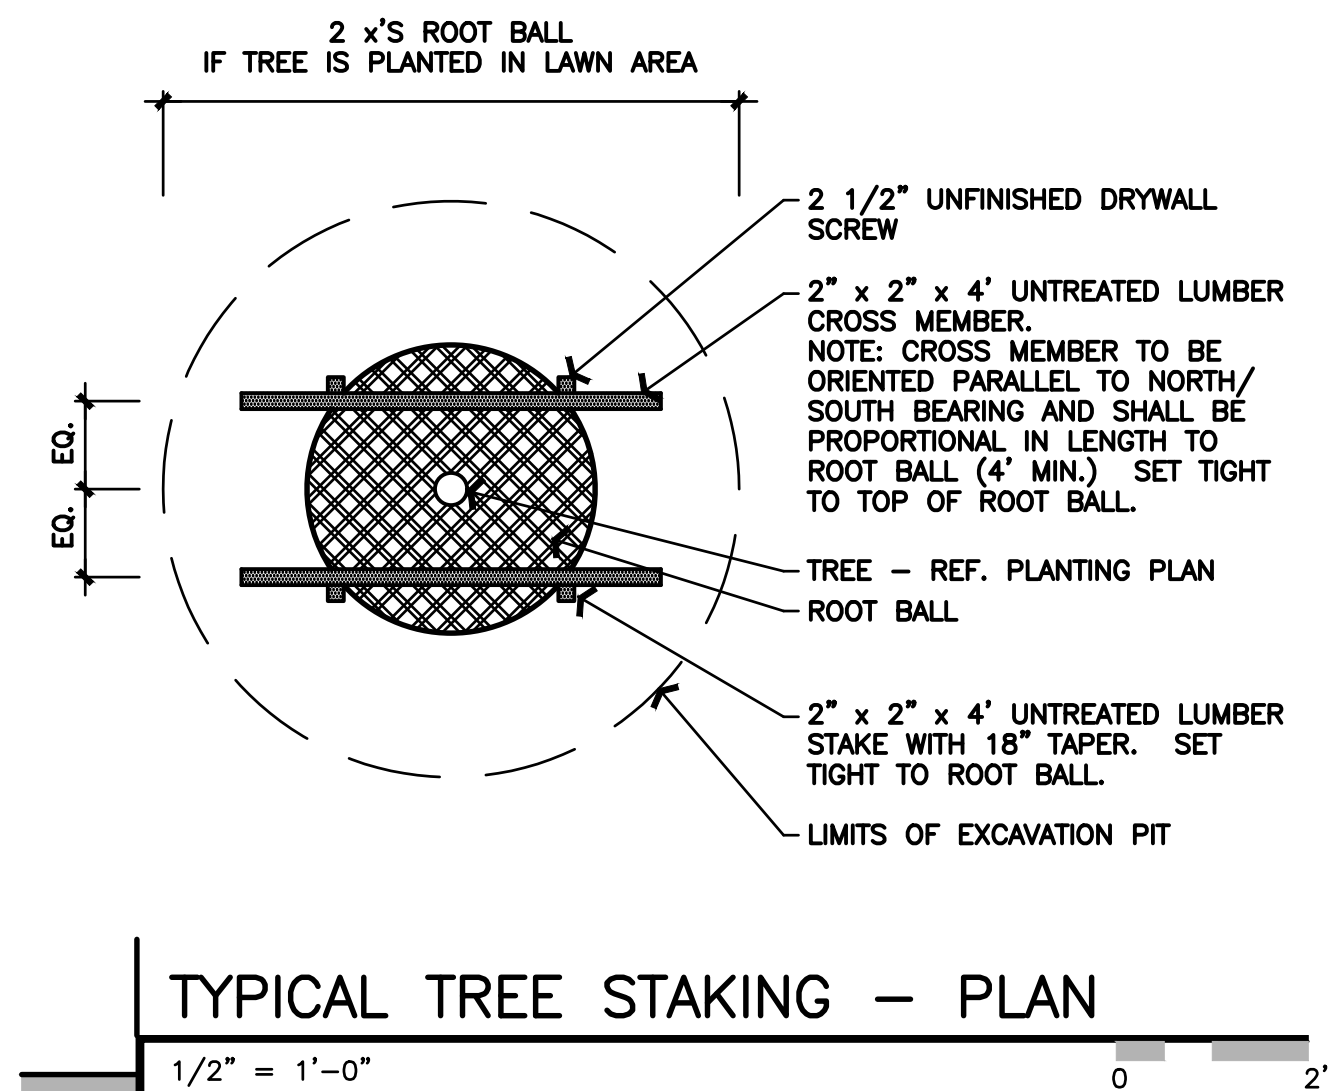 2 x'S ROOT BALL
IF TREE IS PLANTED IN LAWN AREA
2 1/2" UNFINISHED DRYWALL
SCREW
2" x 2" x 4' UNTREATED LUMBER
CROSS MEMBER.
NOTE: CROSS MEMBER TO BE
ORIENTED PARALLEL TO NORTH/
SOUTH BEARING AND SHALL BE
PROPORTIONAL IN LENGTH TO
ROOT BALL (4' MIN.) SET TIGHT
TO TOP OF ROOT BALL.
EQ.
EQ.
TREE - REF. PLANTING PLAN
ROOT BALL
2" x 2" x 4' UNTREATED LUMBER
STAKE WITH 18" TAPER. SET
TIGHT TO ROOT BALL.
LIMITS OF EXCAVATION PIT
TYPICAL TREE STAKING - PLAN
1/2" = 1'-0"
0 2'